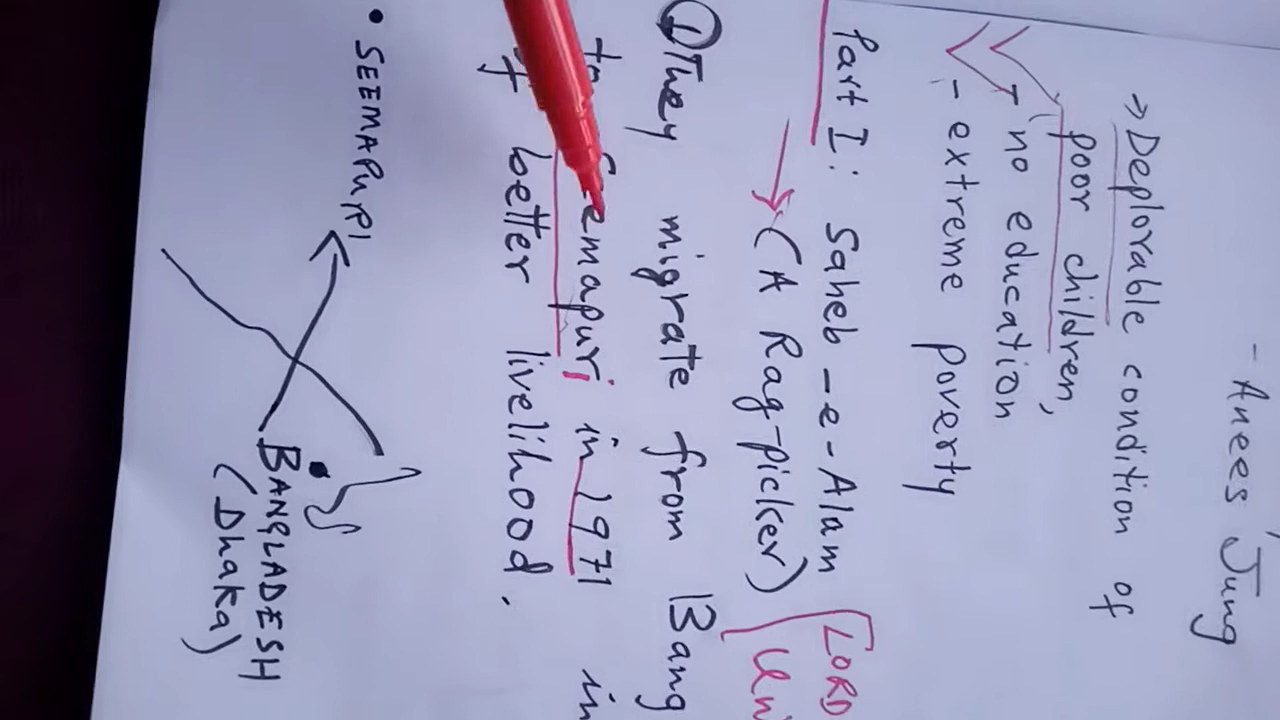 - Anees Jung
» Deplorable condition of
poor children,
- no education
- extreme poverty
Part I: Saheb-e-Alam [LORD
(A Rag-picker)
① They migrate from Bang
Seemapuri in 1971 in
of better livelihood.
• SEEMAPURI
BANGLADESH
(Dhaka)